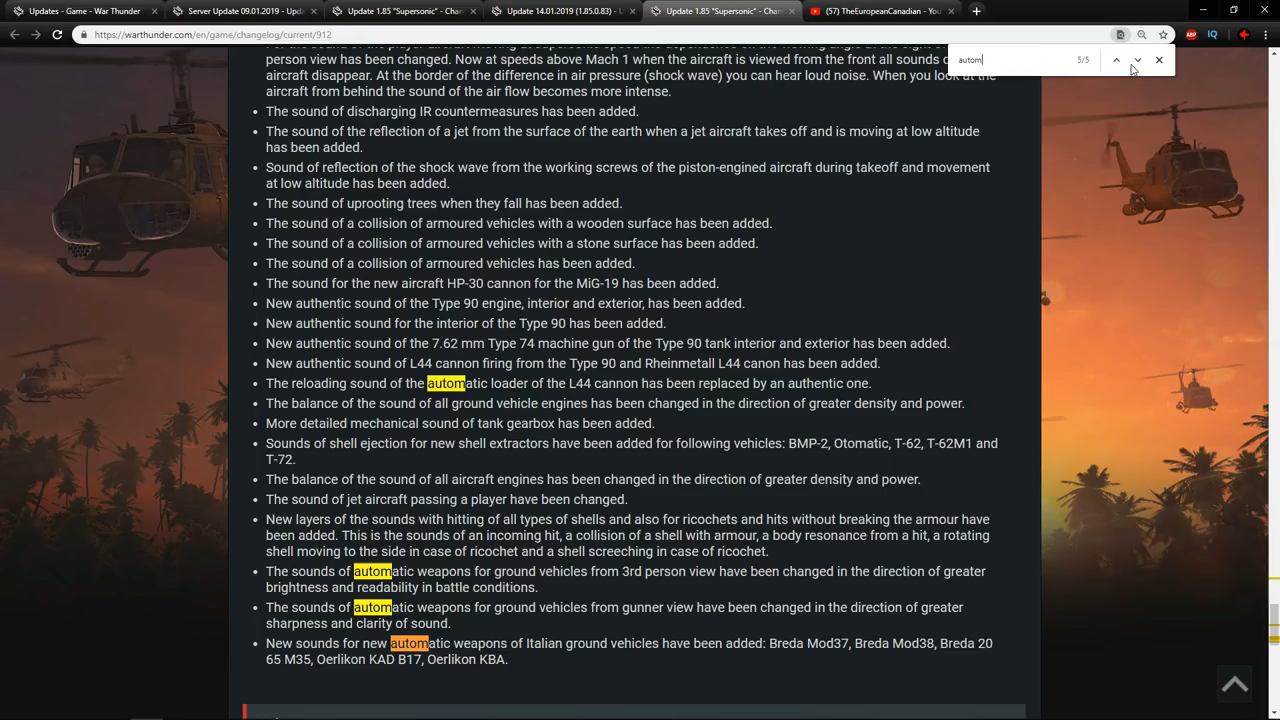 Updates - Game - War Thunder
Server Update 09.01.2019 - Upd
Update 1.85 "Supersonic" - Chan
Update 14.01.2019 (1.85.0.83) - U
Update 1.85 "Supersonic" - Chan
(57) TheEuropeanCanadian - You
https://warthunder.com/en/game/changelog/current/912
ABP
IQ
autom
5/5
person view has been changed. Now at speeds above Mach 1 when the aircraft is viewed from the front all sounds
aircraft disappear. At the border of the difference in air pressure (shock wave) you can hear loud noise. When you look at the
aircraft from behind the sound of the air flow becomes more intense.
• The sound of discharging IR countermeasures has been added.
• The sound of the reflection of a jet from the surface of the earth when a jet aircraft takes off and is moving at low altitude
has been added.
• Sound of reflection of the shock wave from the working screws of the piston-engined aircraft during takeoff and movement
at low altitude has been added.
• The sound of uprooting trees when they fall has been added.
• The sound of a collision of armoured vehicles with a wooden surface has been added.
• The sound of a collision of armoured vehicles with a stone surface has been added.
• The sound of a collision of armoured vehicles has been added.
• The sound for the new aircraft HP-30 cannon for the MiG-19 has been added.
• New authentic sound of the Type 90 engine, interior and exterior, has been added.
• New authentic sound for the interior of the Type 90 has been added.
• New authentic sound of the 7.62 mm Type 74 machine gun of the Type 90 tank interior and exterior has been added.
• New authentic sound of L44 cannon firing from the Type 90 and Rheinmetall L44 canon has been added.
• The reloading sound of the automatic loader of the L44 cannon has been replaced by an authentic one.
• The balance of the sound of all ground vehicle engines has been changed in the direction of greater density and power.
• More detailed mechanical sound of tank gearbox has been added.
• Sounds of shell ejection for new shell extractors have been added for following vehicles: BMP-2, Otomatic, T-62, T-62M1 and
T-72.
• The balance of the sound of all aircraft engines has been changed in the direction of greater density and power.
• The sound of jet aircraft passing a player have been changed.
• New layers of the sounds with hitting of all types of shells and also for ricochets and hits without breaking the armour have
been added. This is the sounds of an incoming hit, a collision of a shell with armour, a body resonance from a hit, a rotating
shell moving to the side in case of ricochet and a shell screeching in case of ricochet.
• The sounds of automatic weapons for ground vehicles from 3rd person view have been changed in the direction of greater
brightness and readability in battle conditions.
• The sounds of automatic weapons for ground vehicles from gunner view have been changed in the direction of greater
sharpness and clarity of sound.
• New sounds for new automatic weapons of Italian ground vehicles have been added: Breda Mod37, Breda Mod38, Breda 20
65 M35, Oerlikon KAD B17, Oerlikon KBA.